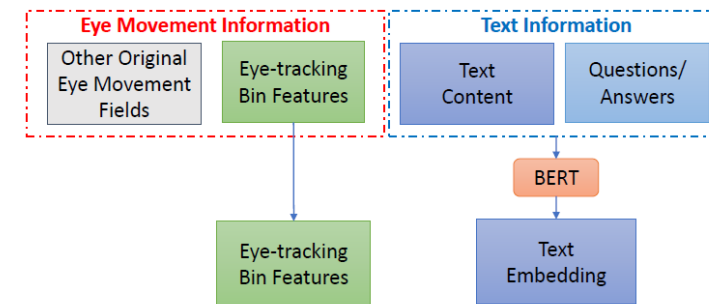 Eye Movement Information
Text Information
Other Original
Eye Movement
Fields
Eye-tracking
Bin Features
Text
Content
Questions/
Answers
BERT
Eye-tracking
Bin Features
Text
Embedding